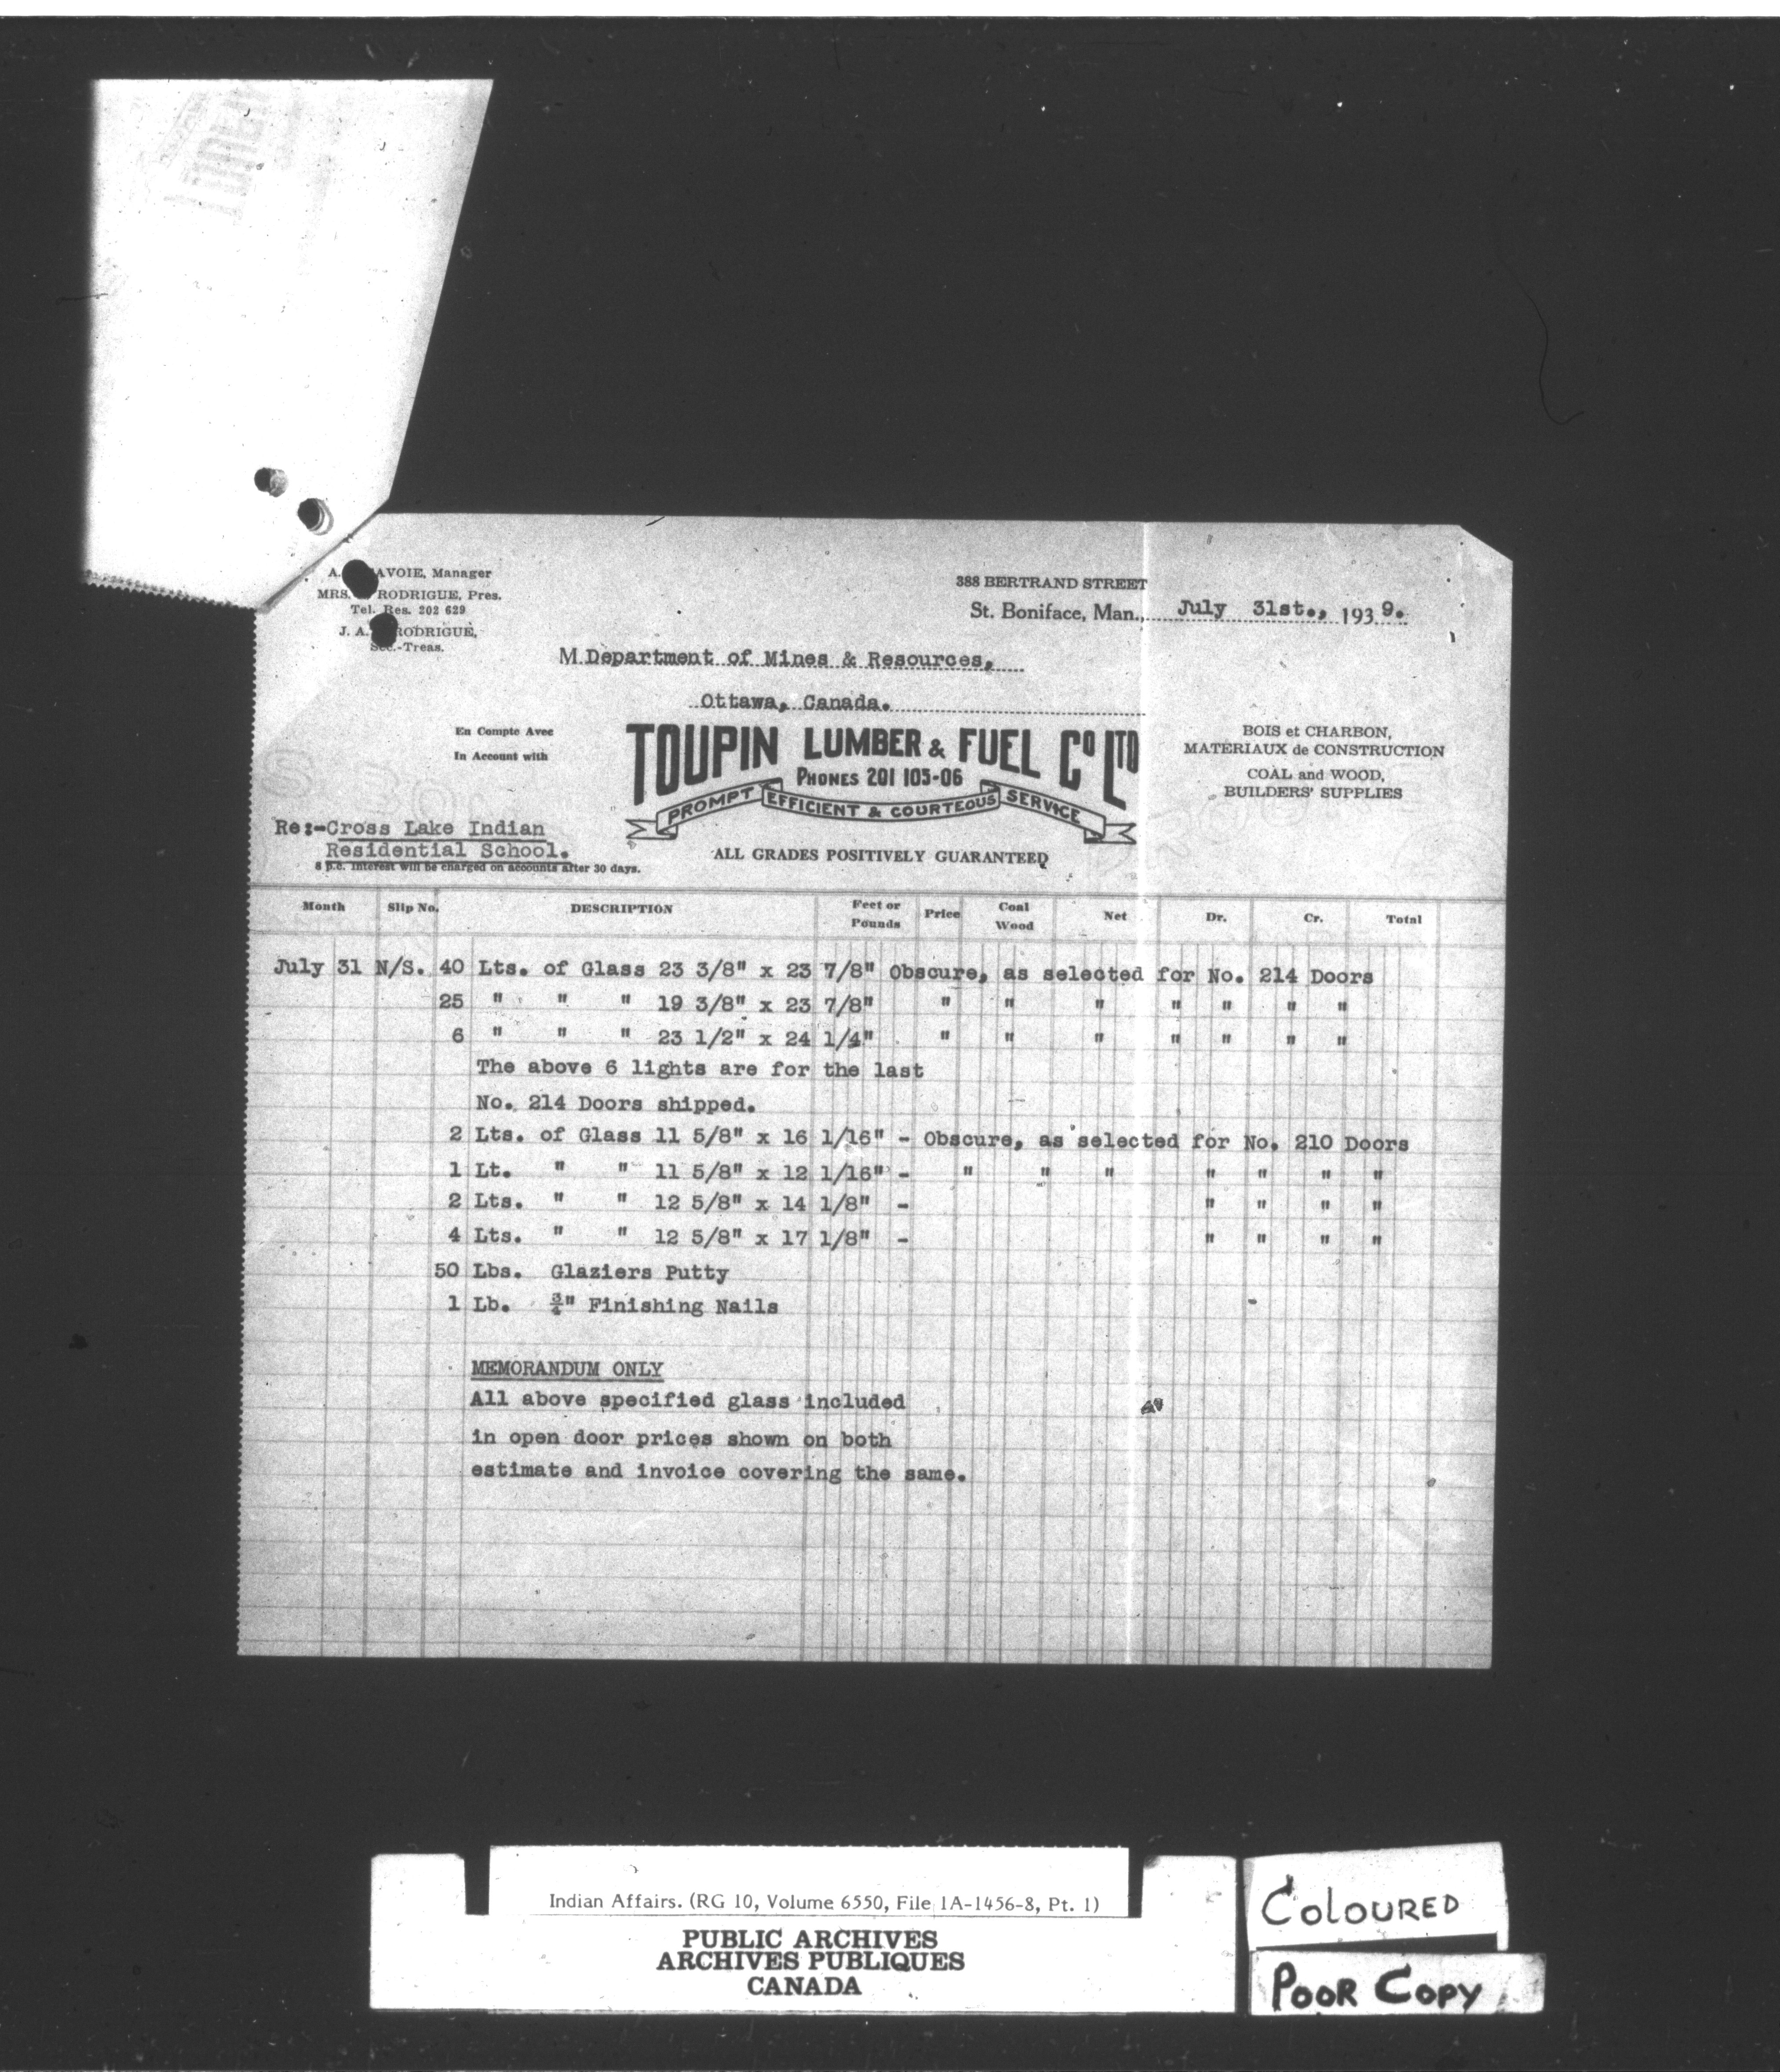 A. AVOIE, Manager
MRS. RODRIGUE, Pres.
Tel. Res. 202 629
J. A. RODRIGUE,
Sec.-Treas.
388 BERTRAND STREET
St. Boniface, Man., July 31st., 1939.
M Department of Mines & Resources,
Ottawa, Canada.
En Compte Avec
In Account with
TOUPIN LUMBER & FUEL CO LTD
PHONES 201 105-06
PROMPT EFFICIENT & COURTEOUS SERVICE
ALL GRADES POSITIVELY GUARANTEED
BOIS et CHARBON,
MATERIAUX de CONSTRUCTION
COAL and WOOD,
BUILDERS' SUPPLIES
Re:-Cross Lake Indian
Residential School.
8 p.c. Interest will be charged on accounts after 30 days.
Month Slip No. DESCRIPTION Feet or Pounds Price Coal Wood Net Dr. Cr. Total
July 31 N/S. 40 Lts. of Glass 23 3/8" x 23 7/8" Obscure, as selected for No. 214 Doors
25 " " " 19 3/8" x 23 7/8" " " " " " " "
6 " " " 23 1/2" x 24 1/4" " " " " " " "
The above 6 lights are for the last
No. 214 Doors shipped.
2 Lts. of Glass 11 5/8" x 16 1/16" - Obscure, as selected for No. 210 Doors
1 Lt. " " 11 5/8" x 12 1/16" - " " " " " " "
2 Lts. " " 12 5/8" x 14 1/8" - " " " "
4 Lts. " " 12 5/8" x 17 1/8" - " " " "
50 Lbs. Glaziers Putty
1 Lb. 3/4" Finishing Nails
MEMORANDUM ONLY
All above specified glass included
in open door prices shown on both
estimate and invoice covering the same.
Indian Affairs. (RG 10, Volume 6550, File 1A-1456-8, Pt. 1)
PUBLIC ARCHIVES
ARCHIVES PUBLIQUES
CANADA
COLOURED
POOR COPY